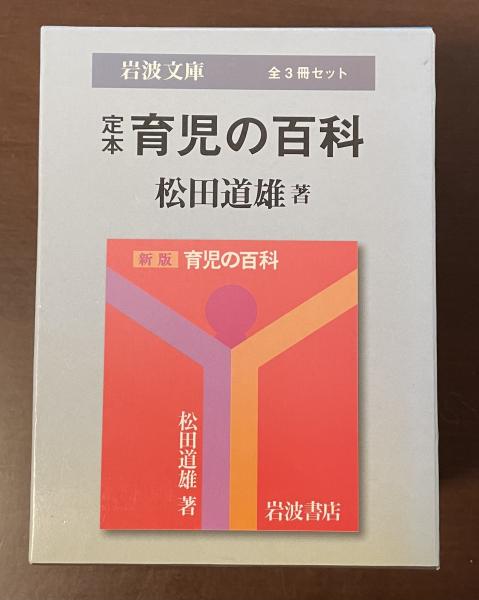 岩波文庫 全3冊セット
定本 育児の百科
松田道雄 著
新版 育児の百科
松田道雄 著
岩波書店